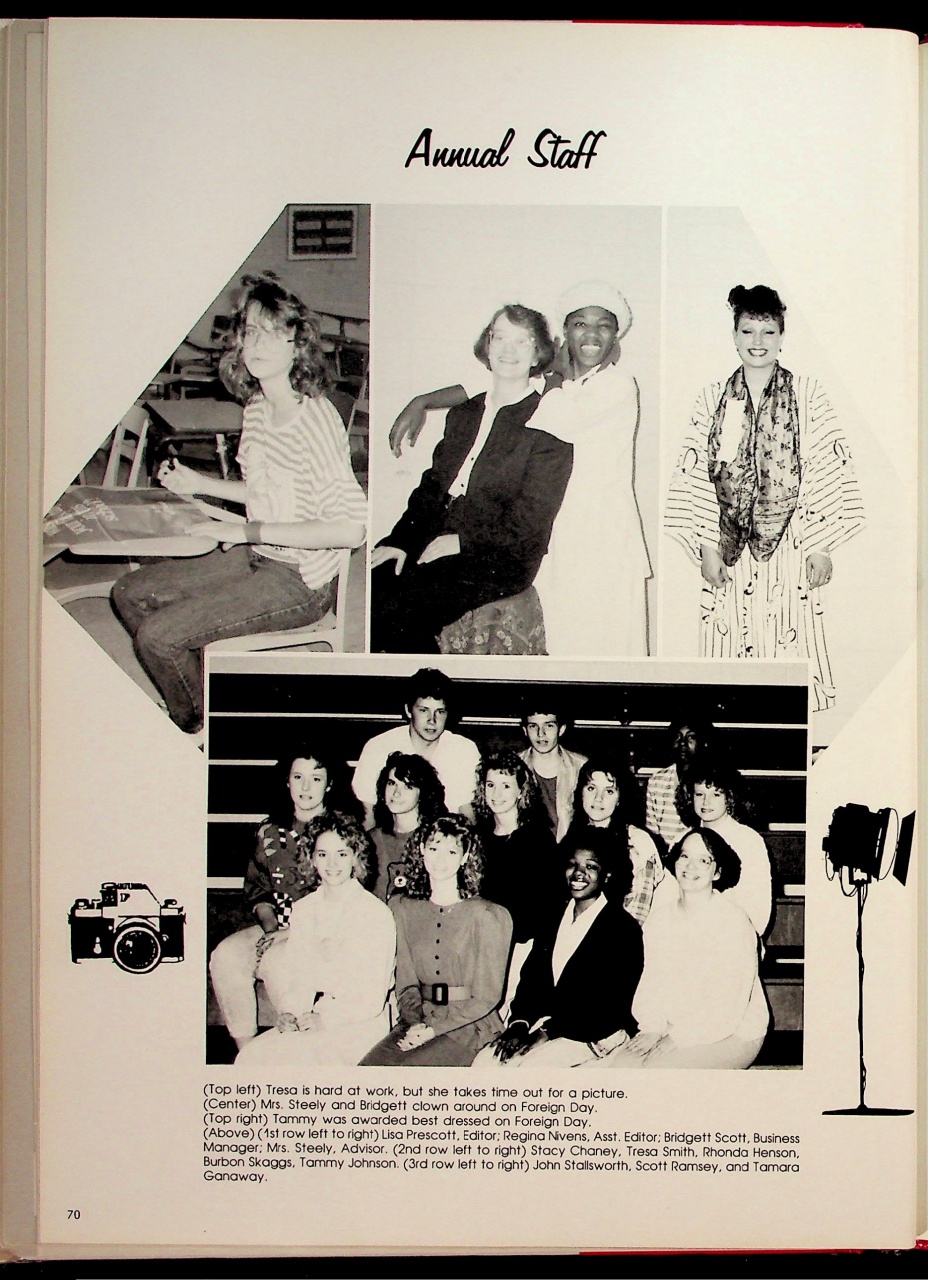 Annual Staff
(Top left) Tresa is hard at work, but she takes time out for a picture.
(Center) Mrs. Steely and Bridgett clown around on Foreign Day.
(Top right) Tammy was awarded best dressed on Foreign Day.
(Above) (1st row left to right) Lisa Prescott, Editor; Regina Nivens, Asst. Editor; Bridgett Scott, Business
Manager; Mrs. Steely, Advisor. (2nd row left to right) Stacy Chaney, Tresa Smith, Rhonda Henson,
Burbon Skaggs, Tammy Johnson. (3rd row left to right) John Stallsworth, Scott Ramsey, and Tamara
Ganaway.
70